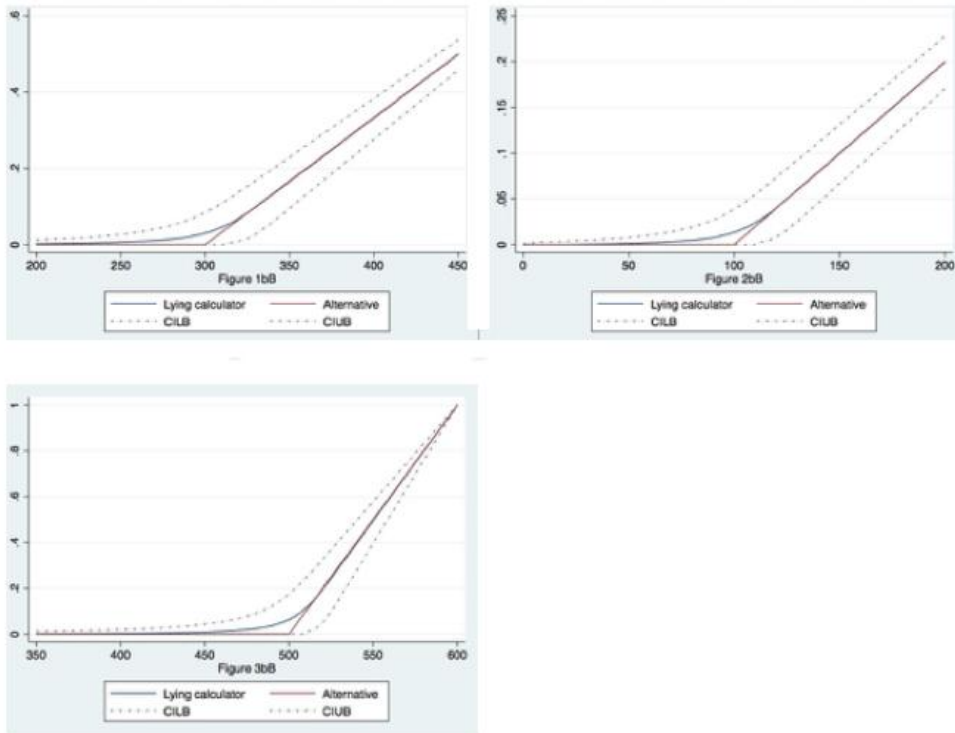 .6
.4
.2
0
200 250 300 350 400 450
Figure 1bB
Lying calculator Alternative
CILB CIUB
.25
.2
.15
.1
.05
0
0 50 100 150 200
Figure 2bB
Lying calculator Alternative
CILB CIUB
1
.8
.6
.4
.2
0
350 400 450 500 550 600
Figure 3bB
Lying calculator Alternative
CILB CIUB